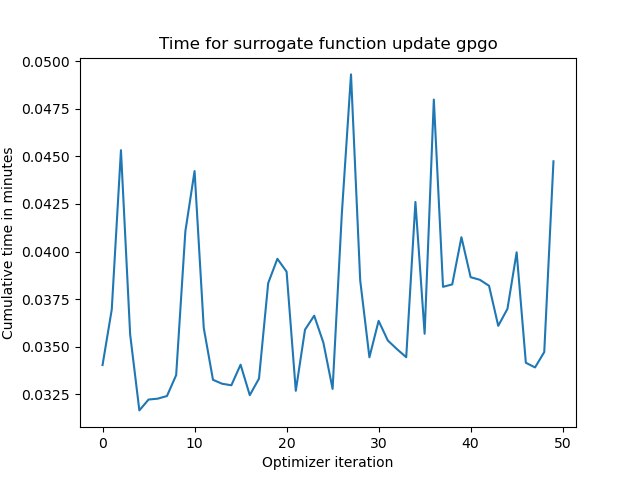 Time for surrogate function update gpgo
0.0500
0.0475
0.0450
0.0425
0.0400
0.0375
0.0350
0.0325
Cumulative time in minutes
0 10 20 30 40 50
Optimizer iteration